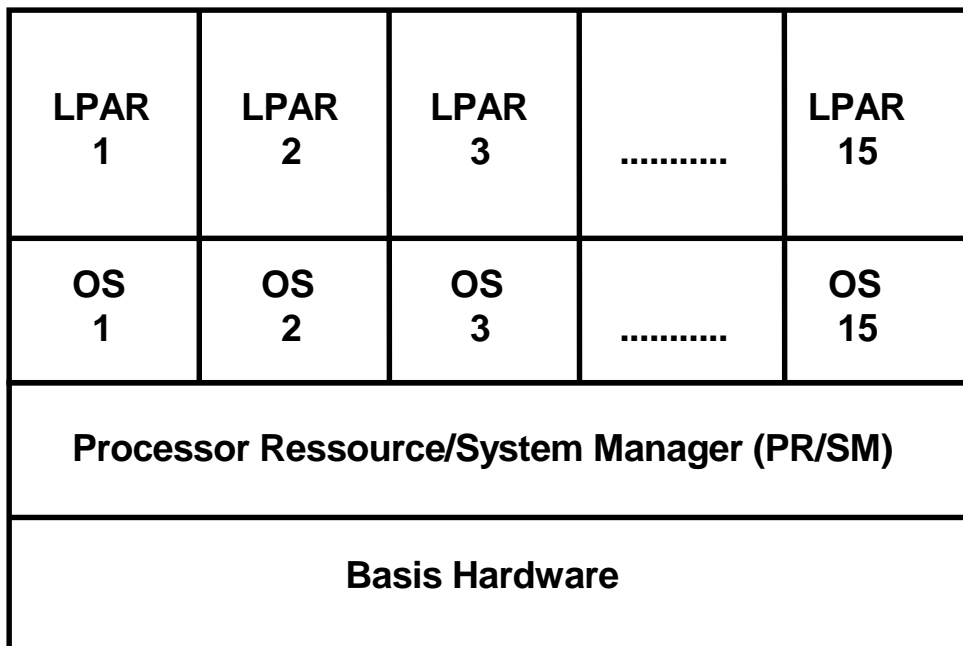 LPAR LPAR LPAR LPAR
1 2 3 ........... 15
OS OS OS OS
1 2 3 ........... 15
Processor Ressource/System Manager (PR/SM)
Basis Hardware